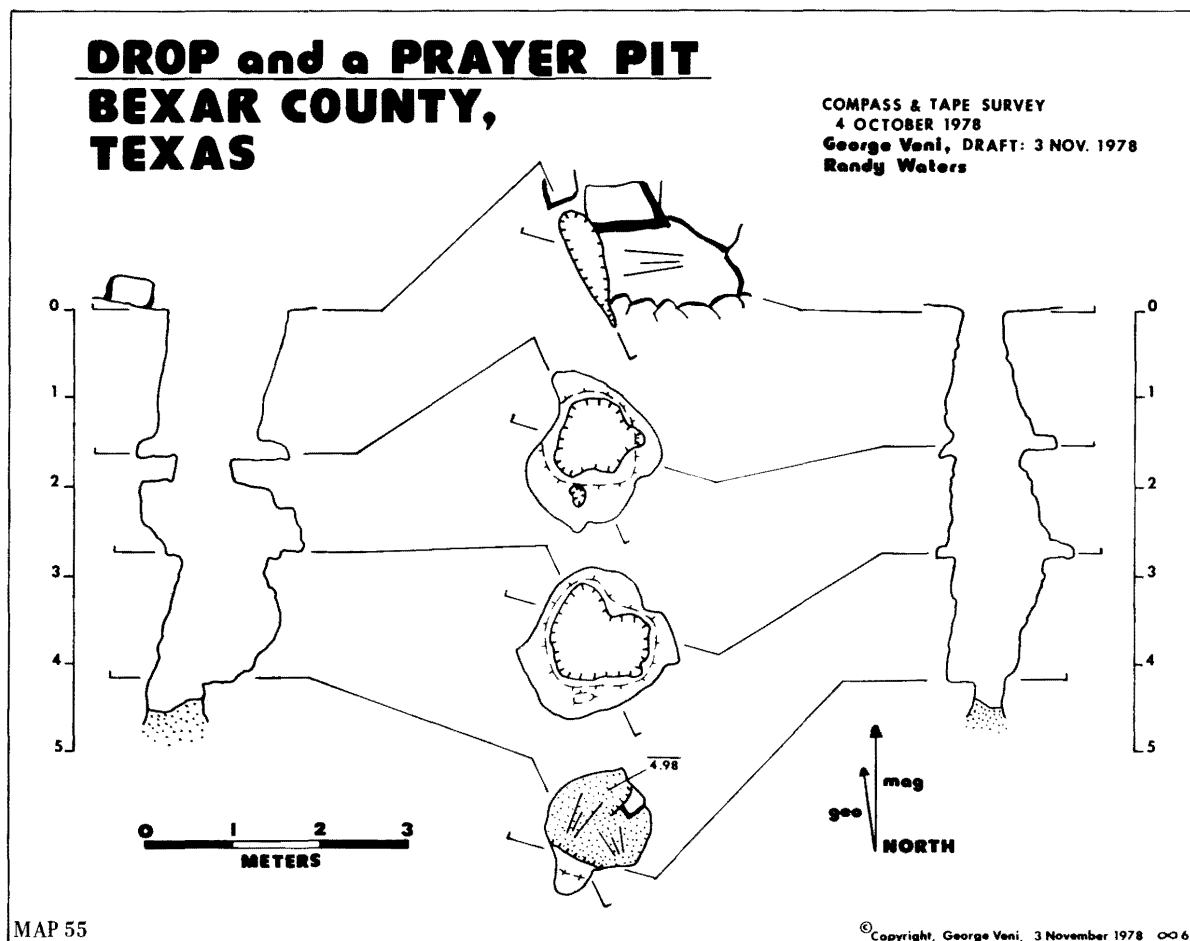 DROP and a PRAYER PIT
BEXAR COUNTY,
TEXAS
COMPASS & TAPE SURVEY
4 OCTOBER 1978
George Veni, DRAFT: 3 NOV. 1978
Randy Waters
0
1
2
3
4
5
0
1
2
3
4
5
4.98
0 1 2 3
METERS
mag
geo
NORTH
MAP 55
©Copyright, George Veni, 3 November 1978 ∞6